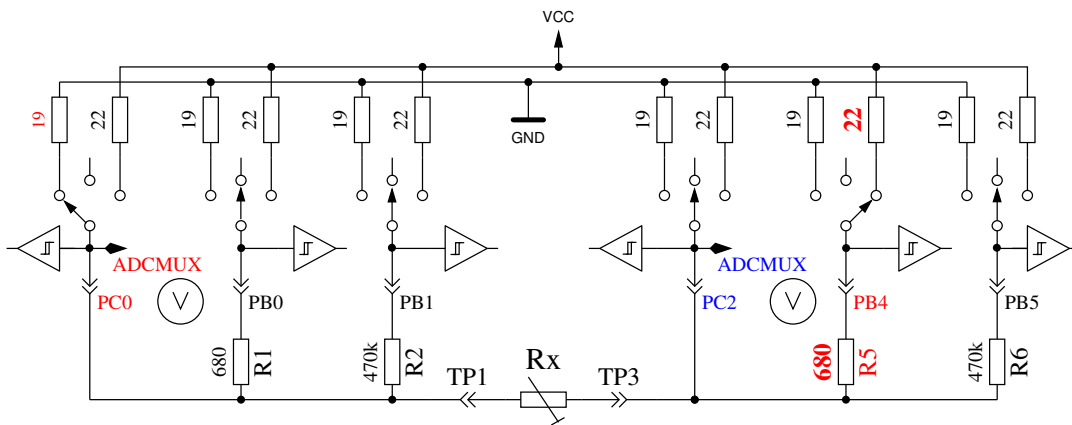 VCC
19
22
19
22
19
22
GND
19
22
19
22
19
22
ADCMUX
ADCMUX
V
V
PC0
PB0
PB1
PC2
PB4
PB5
680
R1
470k
R2
680
R5
470k
R6
TP1
Rx
TP3